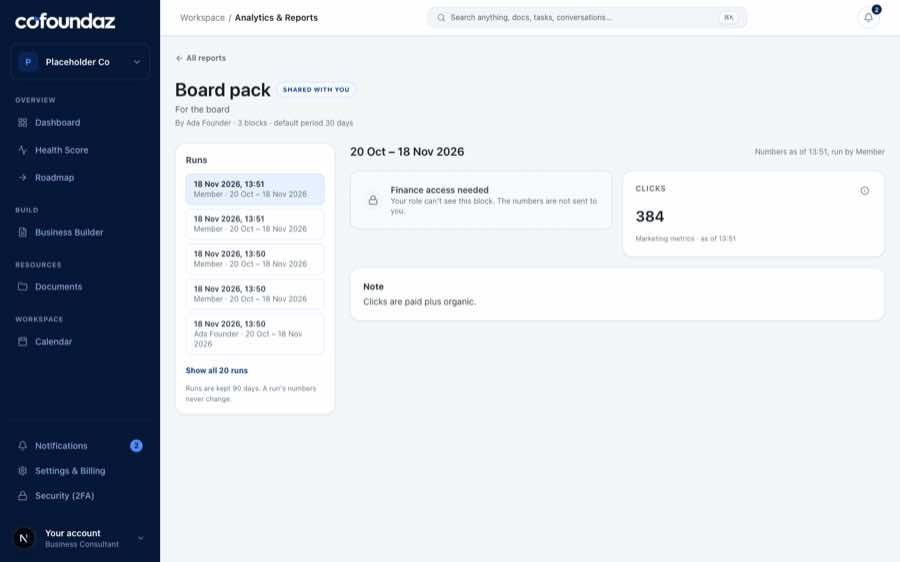 cofoundaz
P
Placeholder Co
OVERVIEW
Dashboard
Health Score
Roadmap
BUILD
Business Builder
RESOURCES
Documents
WORKSPACE
Calendar
Notifications
2
Settings & Billing
Security (2FA)
N
Your account
Business Consultant
Workspace / Analytics & Reports
Search anything, docs, tasks, conversations...
⌘K
2
← All reports
Board pack
SHARED WITH YOU
For the board
By Ada Founder · 3 blocks · default period 30 days
Runs
18 Nov 2026, 13:51
Member · 20 Oct – 18 Nov 2026
18 Nov 2026, 13:51
Member · 20 Oct – 18 Nov 2026
18 Nov 2026, 13:50
Member · 20 Oct – 18 Nov 2026
18 Nov 2026, 13:50
Member · 20 Oct – 18 Nov 2026
18 Nov 2026, 13:50
Ada Founder · 20 Oct – 18 Nov
2026
Show all 20 runs
Runs are kept 90 days. A run's numbers
never change.
20 Oct – 18 Nov 2026
Numbers as of 13:51, run by Member
Finance access needed
Your role can't see this block. The numbers are not sent to
you.
CLICKS
384
Marketing metrics · as of 13:51
Note
Clicks are paid plus organic.